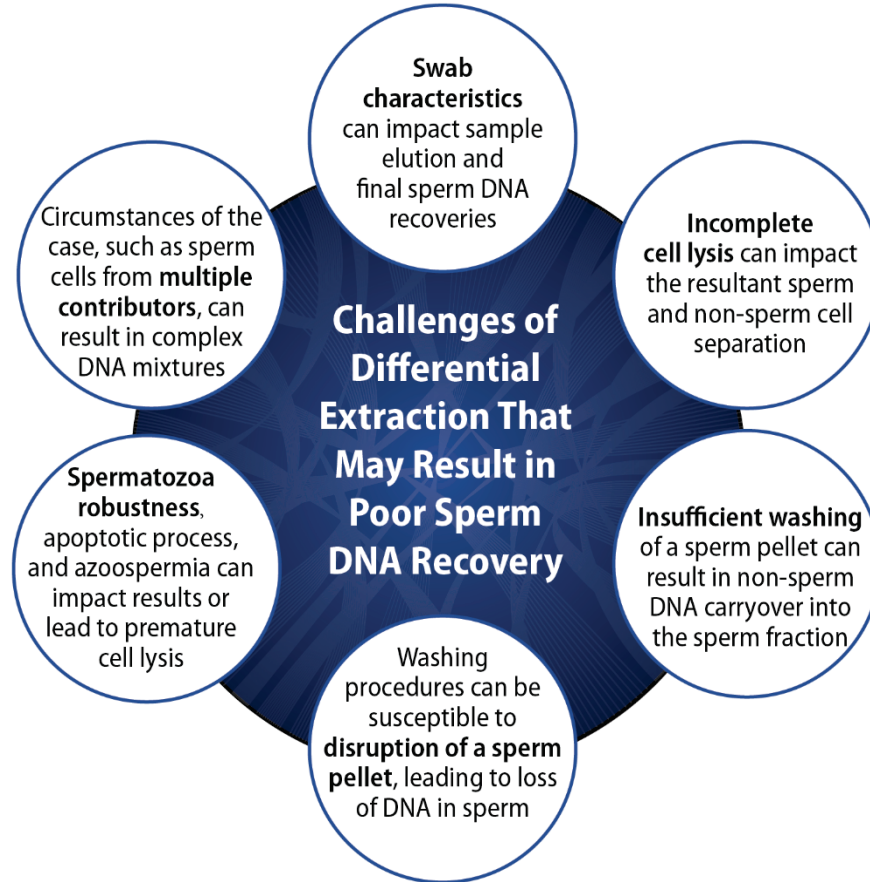 Swab
characteristics
can impact sample
elution and
final sperm DNA
recoveries
Incomplete
cell lysis can impact
the resultant sperm
and non-sperm cell
separation
Insufficient washing
of a sperm pellet can
result in non-sperm
DNA carryover into
the sperm fraction
Washing
procedures can be
susceptible to
disruption of a sperm
pellet, leading to loss
of DNA in sperm
Spermatozoa
robustness,
apoptotic process,
and azoospermia can
impact results or
lead to premature
cell lysis
Circumstances of the
case, such as sperm
cells from multiple
contributors, can
result in complex
DNA mixtures
Challenges of
Differential
Extraction That
May Result in
Poor Sperm
DNA Recovery